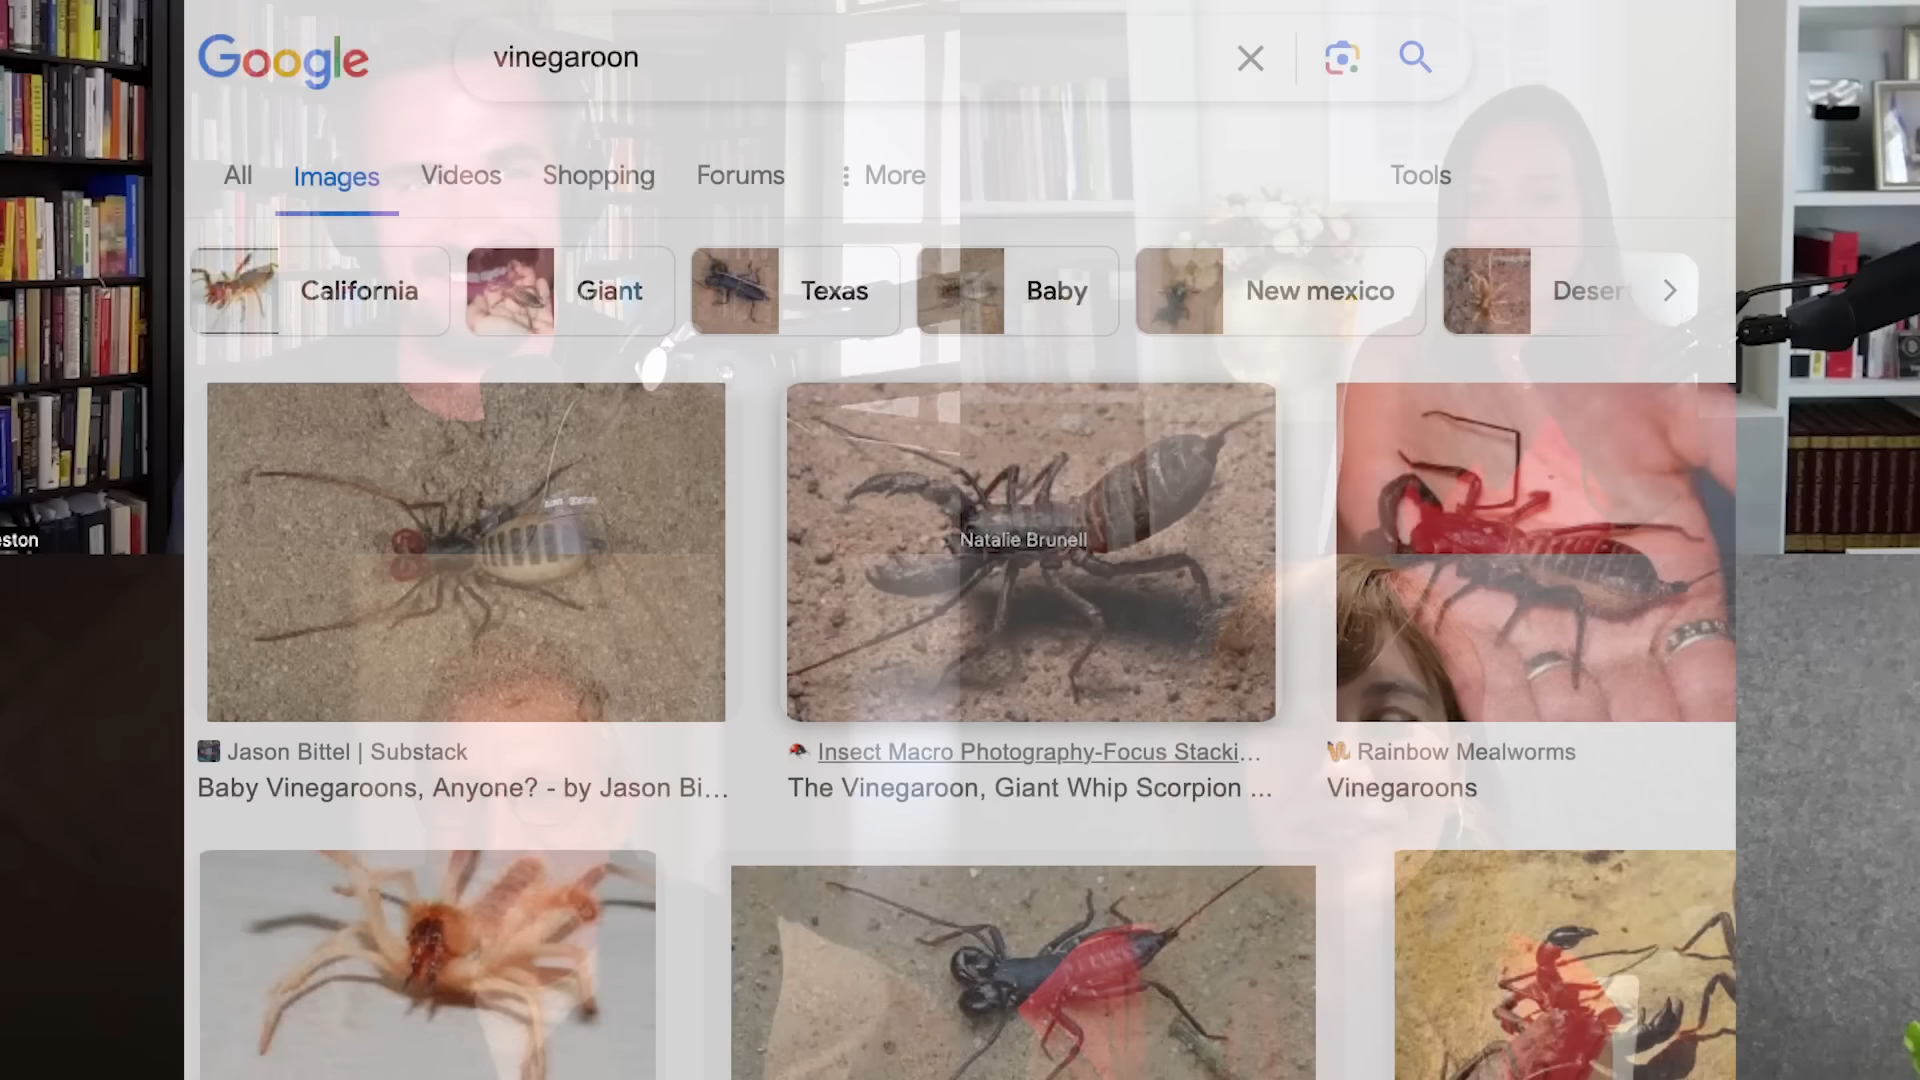 Google
vinegaroon
All Images Videos Shopping Forums More Tools
California Giant Texas Baby New mexico Deser
eston
Natalie Brunell
Jason Bittel | Substack
Baby Vinegaroons, Anyone? - by Jason Bi...
Insect Macro Photography-Focus Stacki...
The Vinegaroon, Giant Whip Scorpion ...
Rainbow Mealworms
Vinegaroons